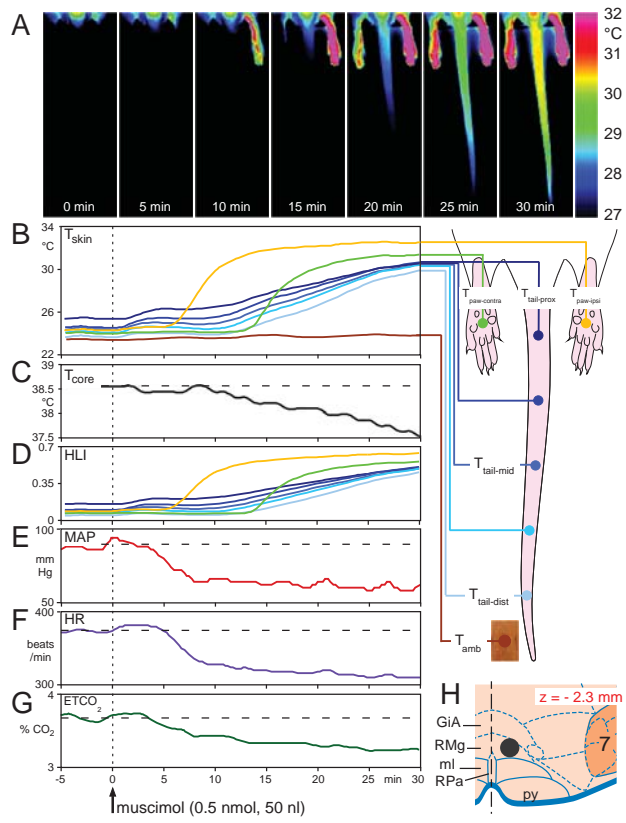 A
0 min 5 min 10 min 15 min 20 min 25 min 30 min
32
°C
31
30
29
28
27
B
34
°C
30
26
22
Tskin
Tpaw-contra
Ttail-prox
Tpaw-ipsi
C
39
38.5
°C
38
37.5
Tcore
D
0.7
0.35
0
HLI
Ttail-mid
E
100
mm
Hg
50
MAP
Ttail-dist
F
400
beats
/min
300
HR
Tamb
G
4
% CO2
3
ETCO2
-5 0 5 10 15 20 25 min 30
muscimol (0.5 nmol, 50 nl)
H
z = - 2.3 mm
GiA
RMg
ml
RPa
7
py